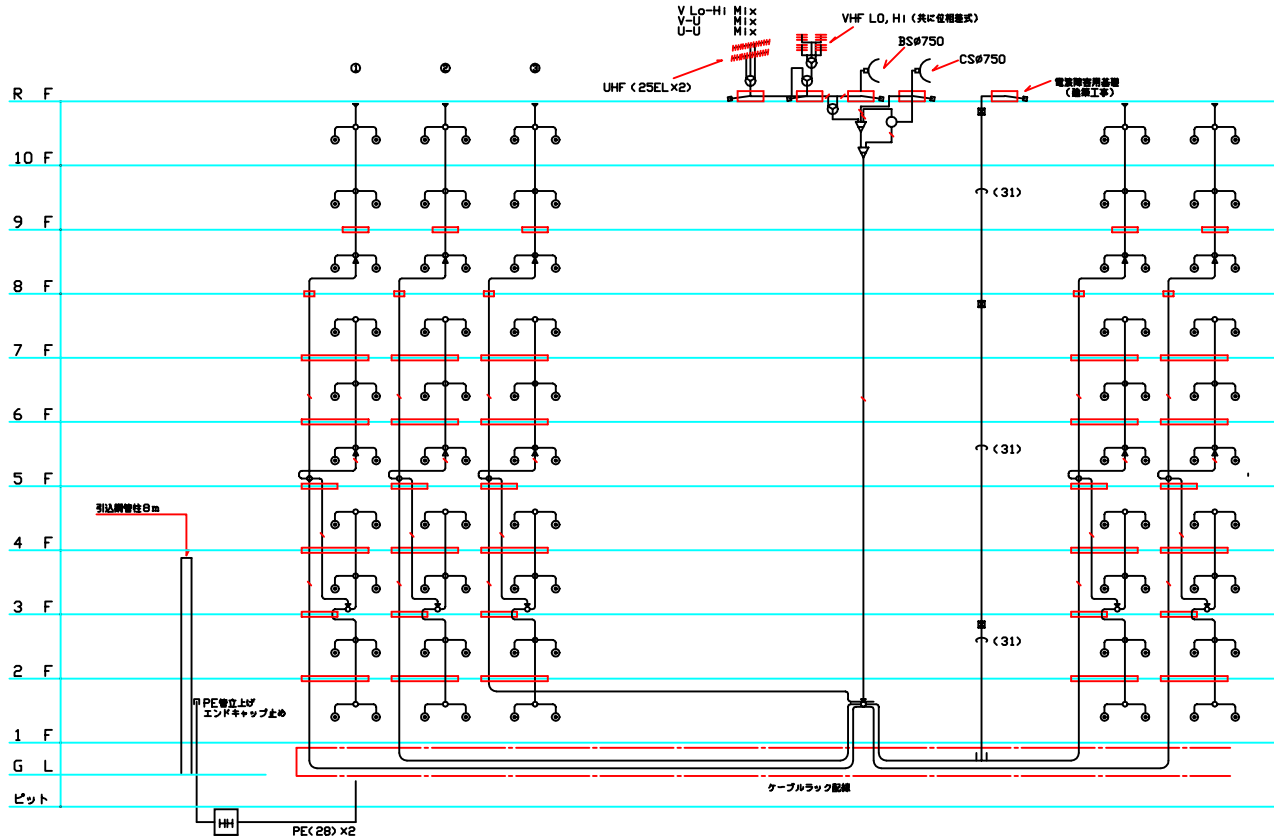 V Lo-Hi Mix
V-U Mix
U-U Mix
VHF LO, Hi (共に位相差式)
BSø750
CSø750
UHF (25EL×2)
電波障害用基礎
(建築工事)
① ② ③
R F
10 F
(31)
9 F
8 F
7 F
6 F
(31)
5 F
引込鋼管柱8m
4 F
3 F
(31)
2 F
PE管立上げ
エンドキャップ止め
1 F
G L
ケーブルラック配線
ピット
HH
PE(28)×2